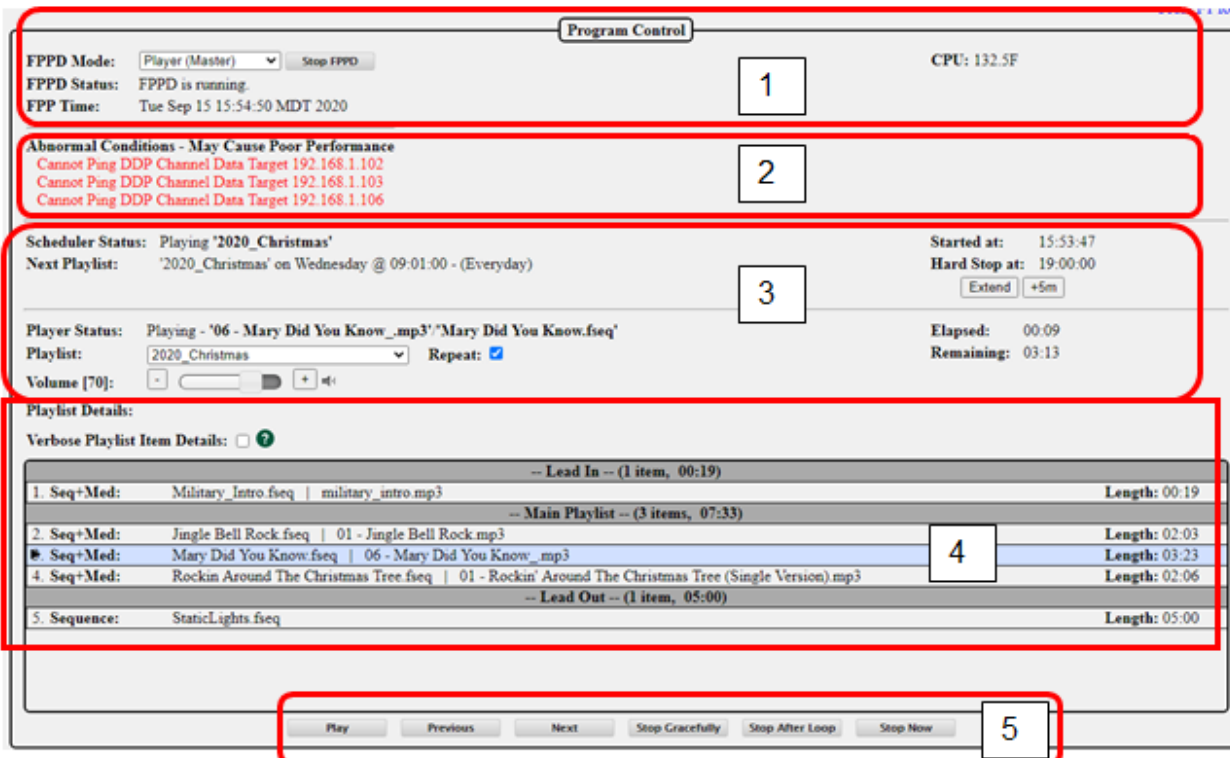 Program Control
FPPD Mode: Player (Master) Stop FPPD CPU: 132.5F
FPPD Status: FPPD is running.
FPP Time: Tue Sep 15 15:54:50 MDT 2020
1
Abnormal Conditions - May Cause Poor Performance
Cannot Ping DDP Channel Data Target 192.168.1.102
Cannot Ping DDP Channel Data Target 192.168.1.103
Cannot Ping DDP Channel Data Target 192.168.1.106
2
Scheduler Status: Playing '2020_Christmas' Started at: 15:53:47
Next Playlist: '2020_Christmas' on Wednesday @ 09:01:00 - (Everyday) Hard Stop at: 19:00:00
Extend +5m
3
Player Status: Playing - '06 - Mary Did You Know_.mp3'/'Mary Did You Know.fseq' Elapsed: 00:09
Playlist: 2020_Christmas Repeat: Remaining: 03:13
Volume [70]: - +
Playlist Details:
Verbose Playlist Item Details: ?
-- Lead In -- (1 item, 00:19)
1. Seq+Med: Military_Intro.fseq | military_intro.mp3 Length: 00:19
-- Main Playlist -- (3 items, 07:33)
2. Seq+Med: Jingle Bell Rock.fseq | 01 - Jingle Bell Rock.mp3 Length: 02:03
Seq+Med: Mary Did You Know.fseq | 06 - Mary Did You Know_.mp3 Length: 03:23
4. Seq+Med: Rockin Around The Christmas Tree.fseq | 01 - Rockin' Around The Christmas Tree (Single Version).mp3 Length: 02:06
4
-- Lead Out -- (1 item, 05:00)
5. Sequence: StaticLights.fseq Length: 05:00
Play Previous Next Stop Gracefully Stop After Loop Stop Now
5